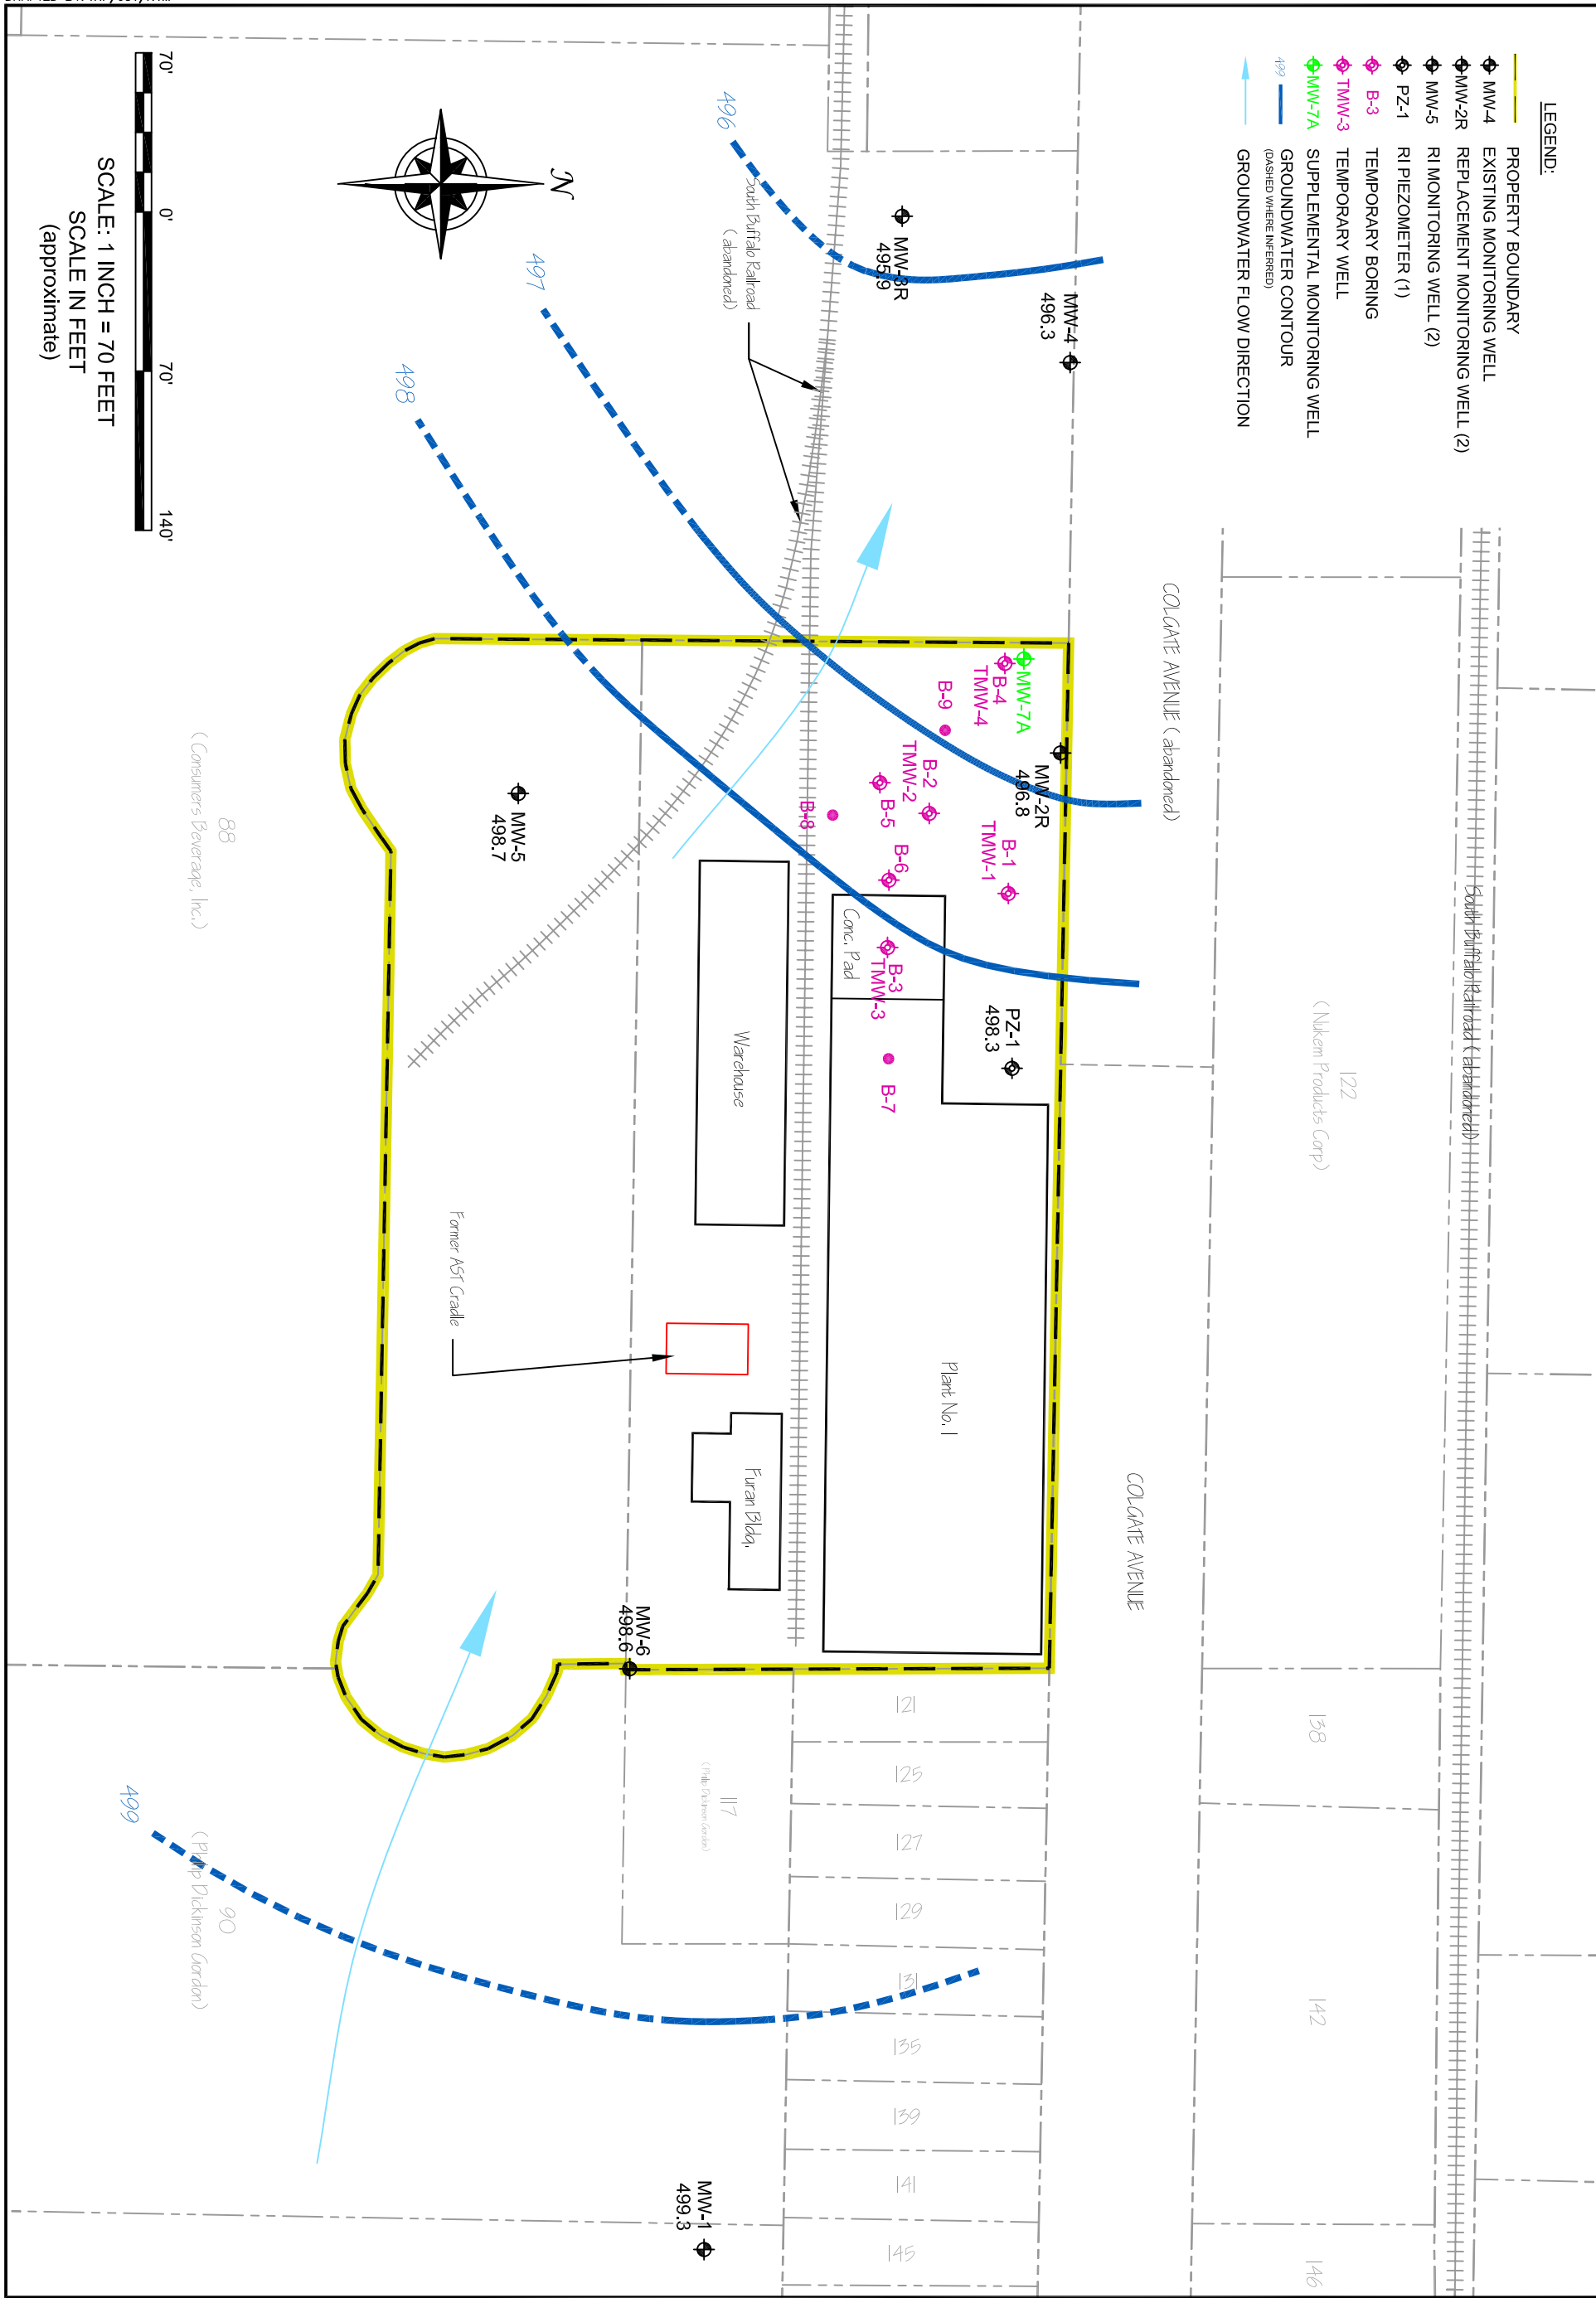 LEGEND:
PROPERTY BOUNDARY
MW-4 EXISTING MONITORING WELL
MW-2R REPLACEMENT MONITORING WELL (2)
MW-5 RI MONITORING WELL (2)
PZ-1 RI PIEZOMETER (1)
B-3 TEMPORARY BORING
TMW-3 TEMPORARY WELL
MW-7A SUPPLEMENTAL MONITORING WELL
499 GROUNDWATER CONTOUR
(DASHED WHERE INFERRED)
GROUNDWATER FLOW DIRECTION
South Buffalo Railroad (abandoned)
122
(Nukem Products Corp)
138
142
146
COLGATE AVENUE (abandoned)
COLGATE AVENUE
MW-4
496.3
MW-3R
495.9
496
South Buffalo Railroad
(abandoned)
497
498
N
MW-7A
B-4
TMW-4
B-9
MW-2R
496.8
B-2
TMW-2
B-5
B-8
B-6
B-1
TMW-1
B-3
TMW-3
Conc. Pad
PZ-1
498.3
B-7
Plant No. 1
Warehouse
MW-5
498.7
Former AST Cradle
Furan Bldg.
MW-6
498.6
121
125
127
129
131
135
139
141
145
117
(Philip Dickinson Gordon)
MW-1
499.3
88
(Consumers Beverage, Inc.)
499
90
(Philip Dickinson Gordon)
70'
0'
70'
140'
SCALE: 1 INCH = 70 FEET
SCALE IN FEET
(approximate)